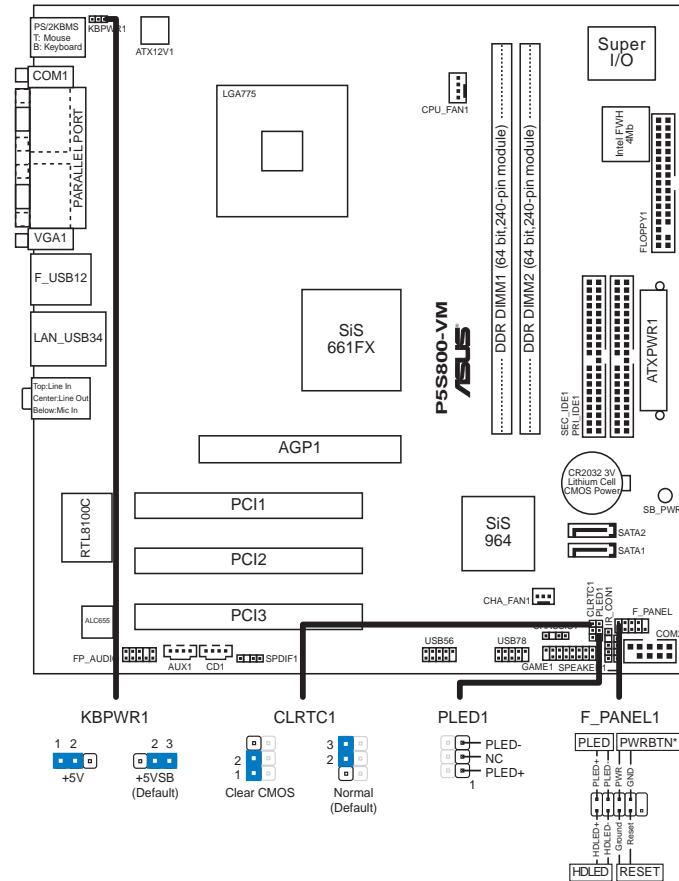 PS/2KBMS
T: Mouse
B: Keyboard
KBPWR1
ATX12V1
COM1
PARALLEL PORT
VGA1
F_USB12
LAN_USB34
Top:Line In
Center:Line Out
Below:Mic In
LGA775
CPU_FAN1
DDR DIMM1 (64 bit,240-pin module)
DDR DIMM2 (64 bit,240-pin module)
Super
I/O
Intel FWH
4Mb
FLOPPY1
SiS
661FX
P5S800-VM
ASUS
SEC_IDE1
PRI_IDE1
ATXPWR1
AGP1
CR2032 3V
Lithium Cell
CMOS Power
SB_PWR
RTL8100C
PCI1
PCI2
PCI3
SiS
964
SATA2
SATA1
ALC655
CHA_FAN1
CLRTC1
PLED1
IR_CON1
F_PANEL
COM2
FP_AUDIO
AUX1
CD1
SPDIF1
USB56
USB78
GAME1
SPEAKER1
KBPWR1
1 2
+5V
2 3
+5VSB
(Default)
CLRTC1
2
1
Clear CMOS
3
2
Normal
(Default)
PLED1
PLED-
NC
PLED+
1
F_PANEL1
PLED
PWRBTN*
PLED+
PLED-
PWR
GND
HDLED+
HDLED-
Ground
Reset
HDLED
RESET